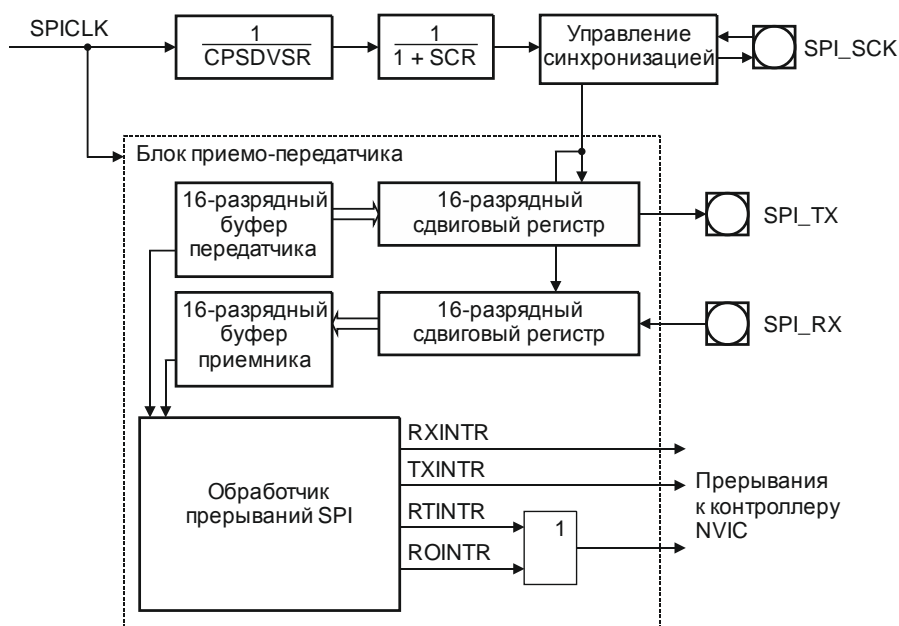 SPICLK
1
CPSDVSR
1
1 + SCR
Управление
синхронизацией
SPI_SCK
Блок приемо-передатчика
16-разрядный
буфер
передатчика
16-разрядный
сдвиговый регистр
SPI_TX
16-разрядный
буфер
приемника
16-разрядный
сдвиговый регистр
SPI_RX
Обработчик
прерываний SPI
RXINTR
TXINTR
RTINTR
ROINTR
1
Прерывания
к контроллеру
NVIC